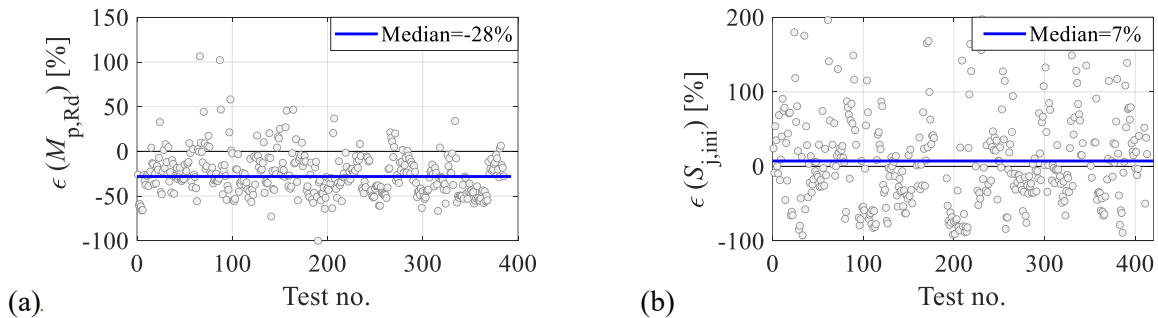 150
100
50
0
-50
-100
ϵ (M_p,Rd) [%]
Median=-28%
0 100 200 300 400
Test no.
(a).
200
100
0
-100
ϵ (S_j,ini) [%]
Median=7%
0 100 200 300 400
Test no.
(b)